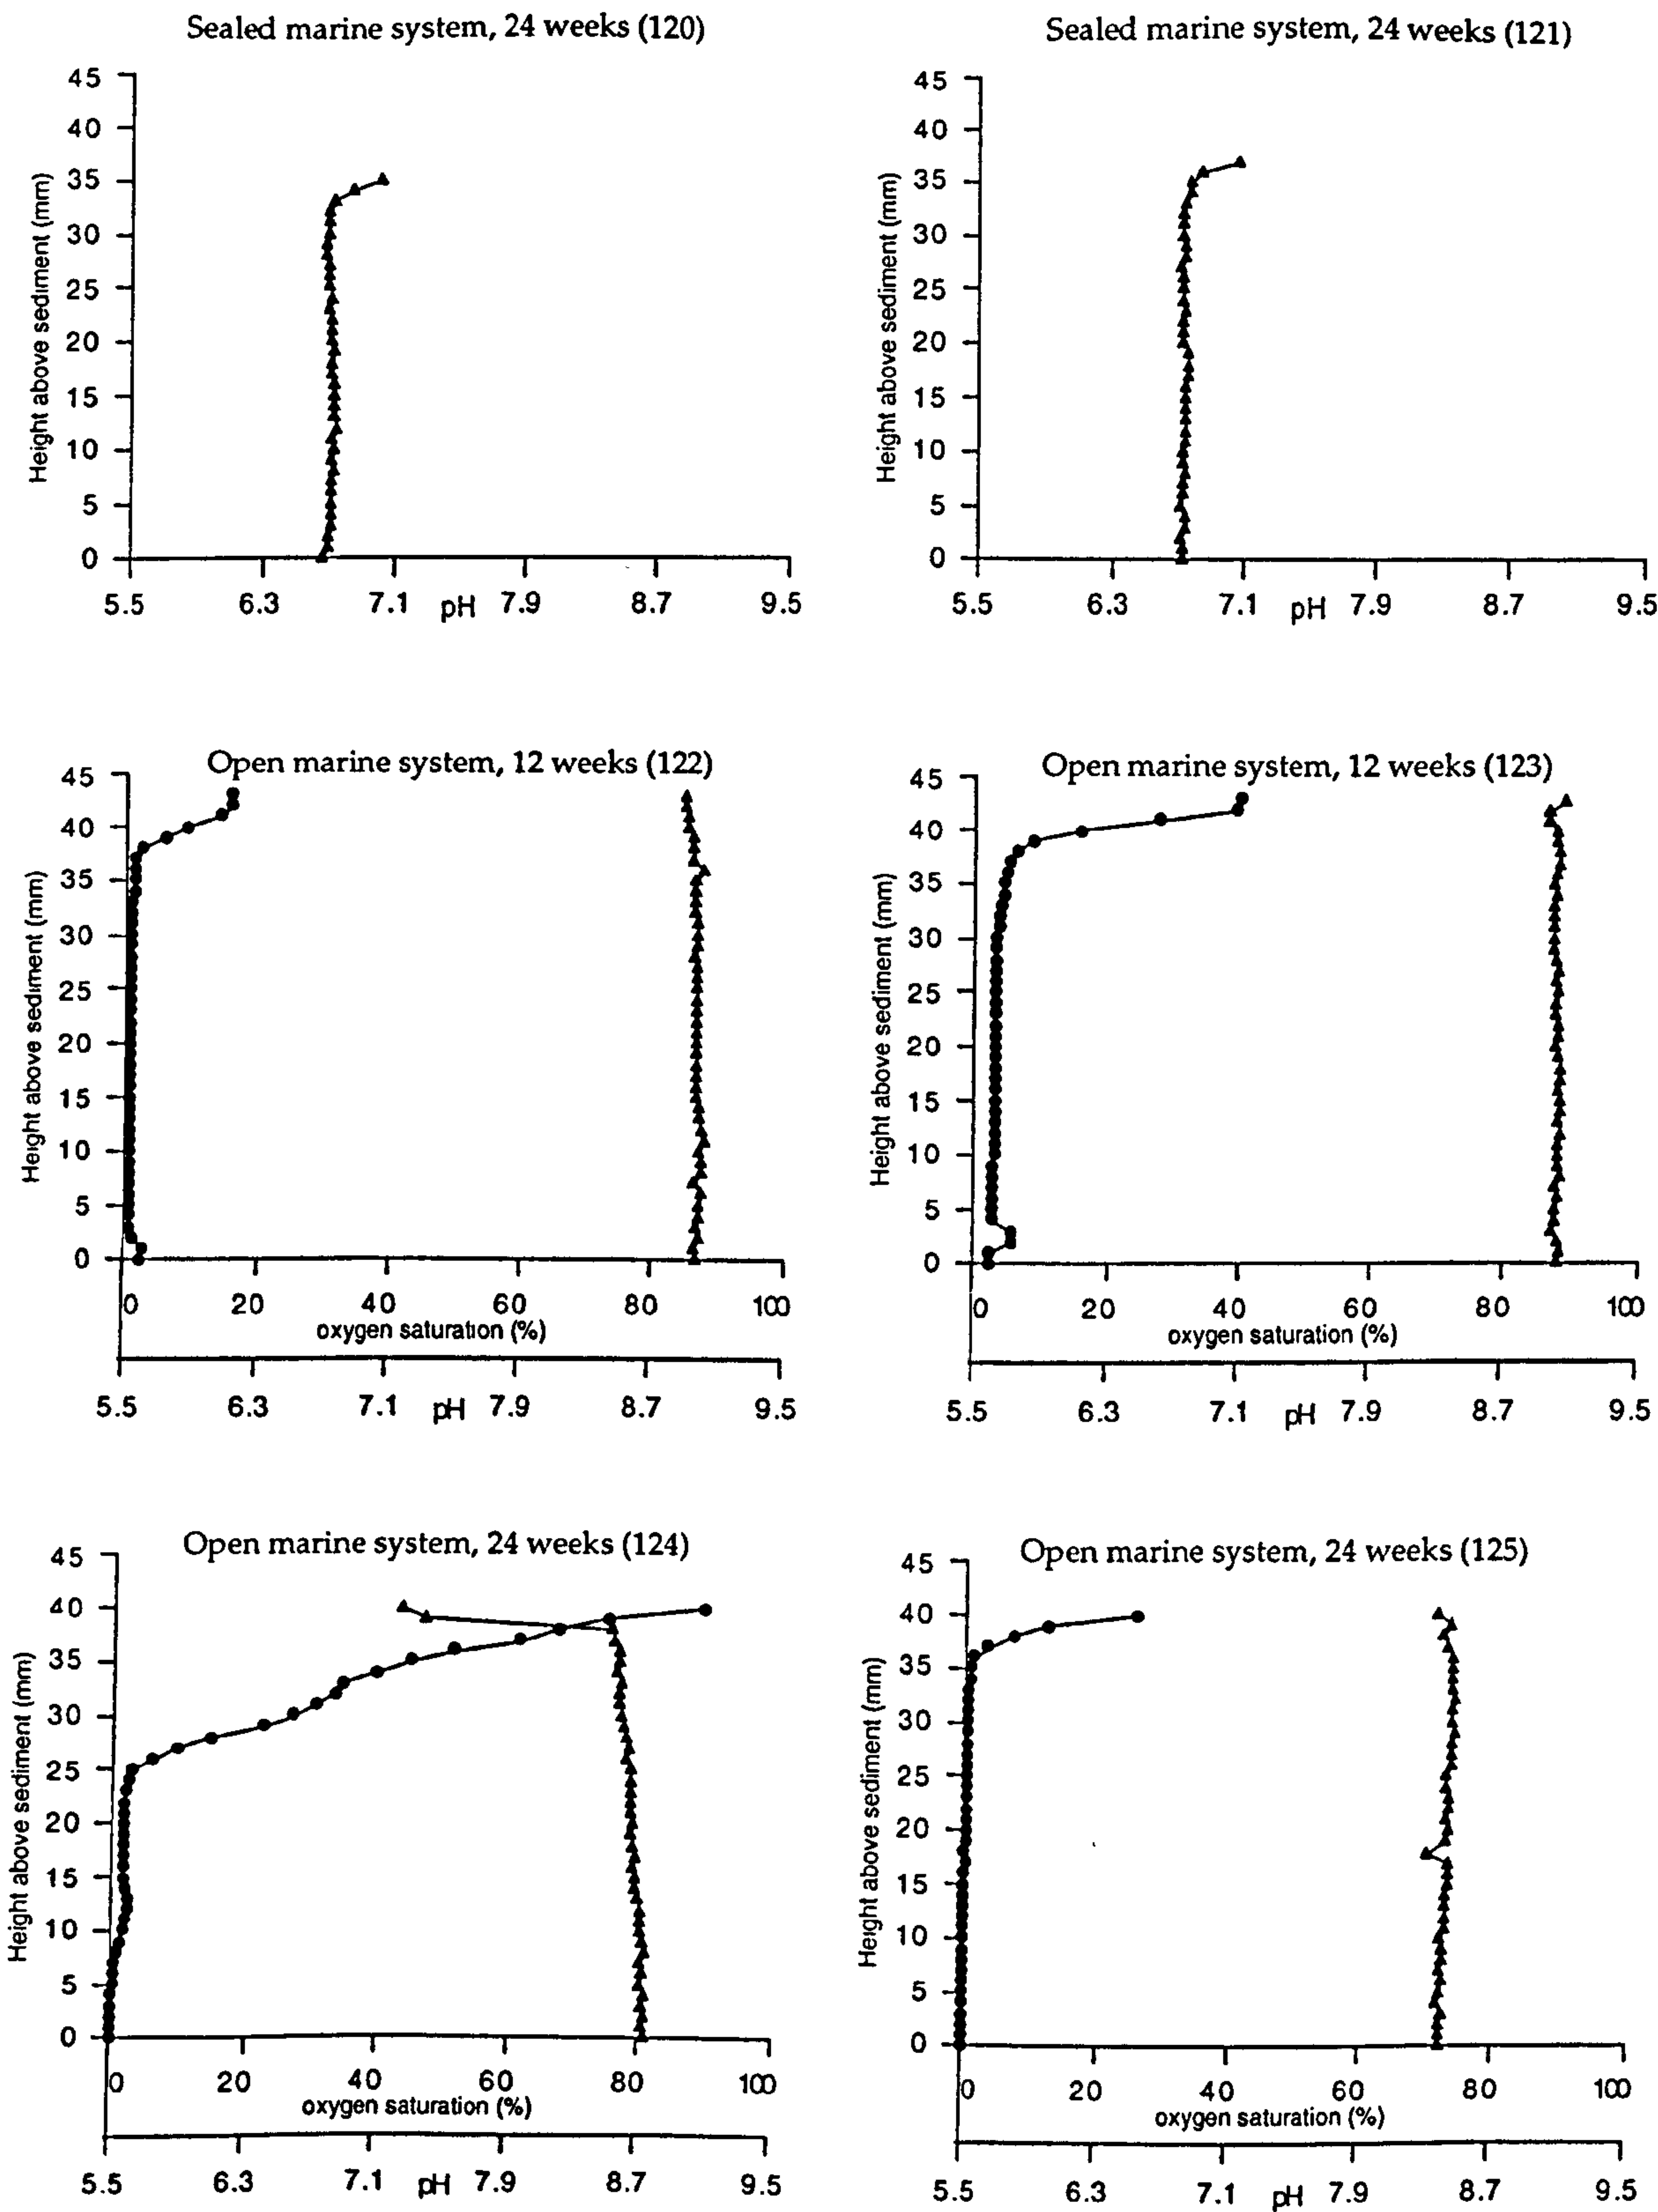 Sealed marine system, 24 weeks (120)
45
40
35
30
25
20
15
10
5
0
Height above sediment (mm)
5.5 6.3 7.1 pH 7.9 8.7 9.5
Sealed marine system, 24 weeks (121)
45
40
35
30
25
20
15
10
5
0
Height above sediment (mm)
5.5 6.3 7.1 pH 7.9 8.7 9.5
Open marine system, 12 weeks (122)
45
40
35
30
25
20
15
10
5
0
Height above sediment (mm)
0 20 40 60 80 100
oxygen saturation (%)
5.5 6.3 7.1 pH 7.9 8.7 9.5
Open marine system, 12 weeks (123)
45
40
35
30
25
20
15
10
5
0
Height above sediment (mm)
0 20 40 60 80 100
oxygen saturation (%)
5.5 6.3 7.1 pH 7.9 8.7 9.5
Open marine system, 24 weeks (124)
45
40
35
30
25
20
15
10
5
0
Height above sediment (mm)
0 20 40 60 80 100
oxygen saturation (%)
5.5 6.3 7.1 pH 7.9 8.7 9.5
Open marine system, 24 weeks (125)
45
40
35
30
25
20
15
10
5
0
Height above sediment (mm)
0 20 40 60 80 100
oxygen saturation (%)
5.5 6.3 7.1 pH 7.9 8.7 9.5